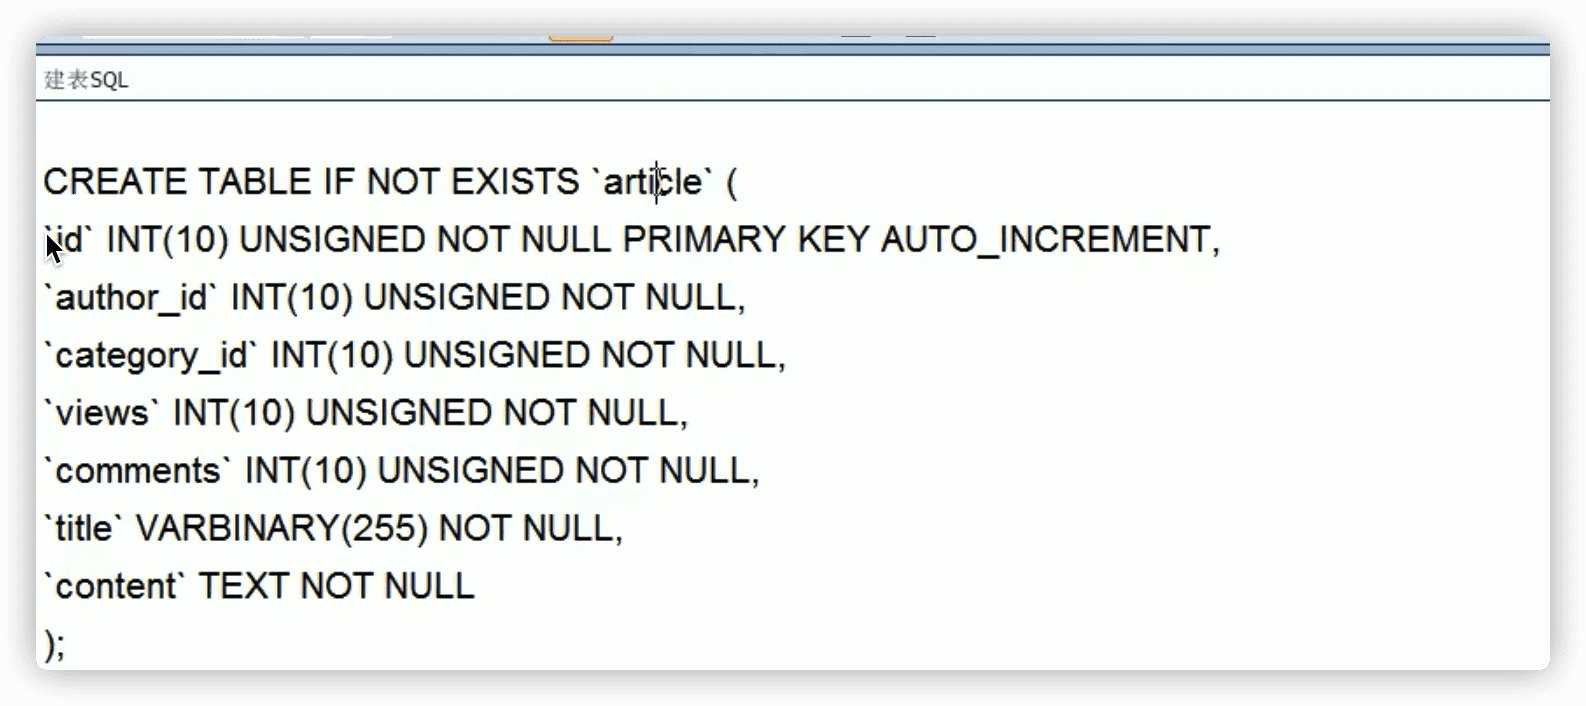 建表SQL
CREATE TABLE IF NOT EXISTS `article` (
`id` INT(10) UNSIGNED NOT NULL PRIMARY KEY AUTO_INCREMENT,
`author_id` INT(10) UNSIGNED NOT NULL,
`category_id` INT(10) UNSIGNED NOT NULL,
`views` INT(10) UNSIGNED NOT NULL,
`comments` INT(10) UNSIGNED NOT NULL,
`title` VARBINARY(255) NOT NULL,
`content` TEXT NOT NULL
);